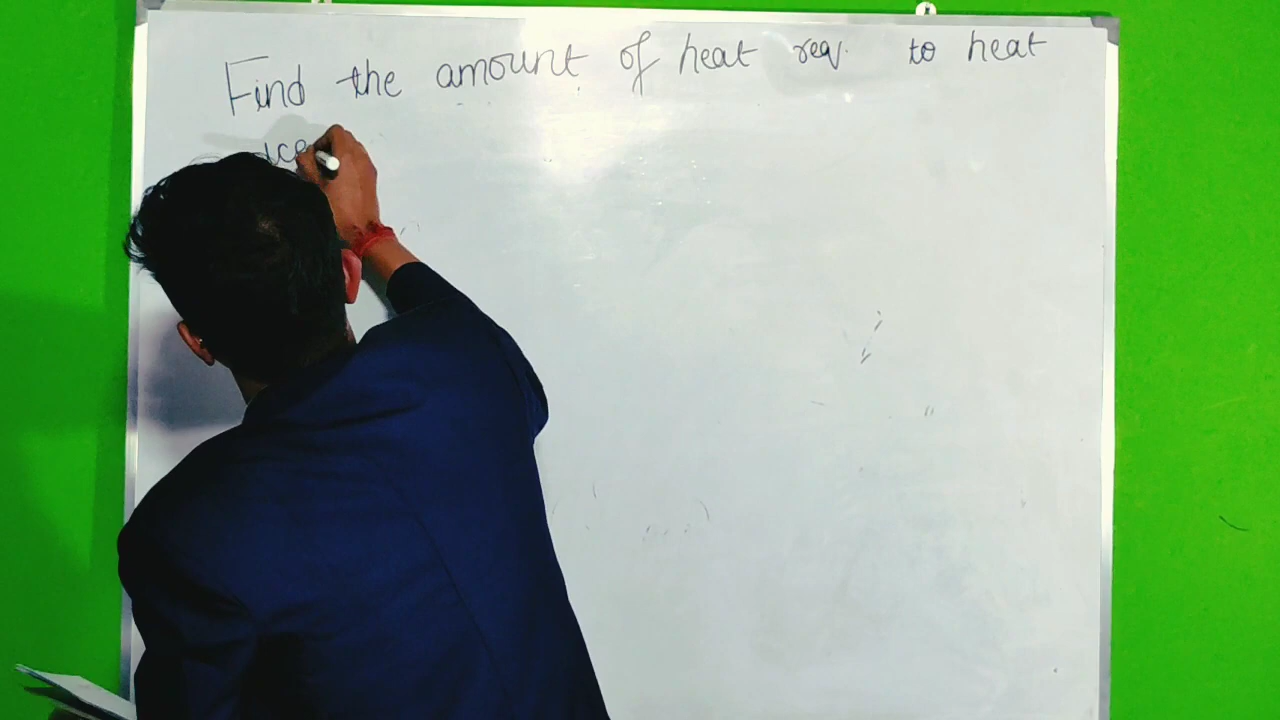 Find the amount of heat req. to heat
ice